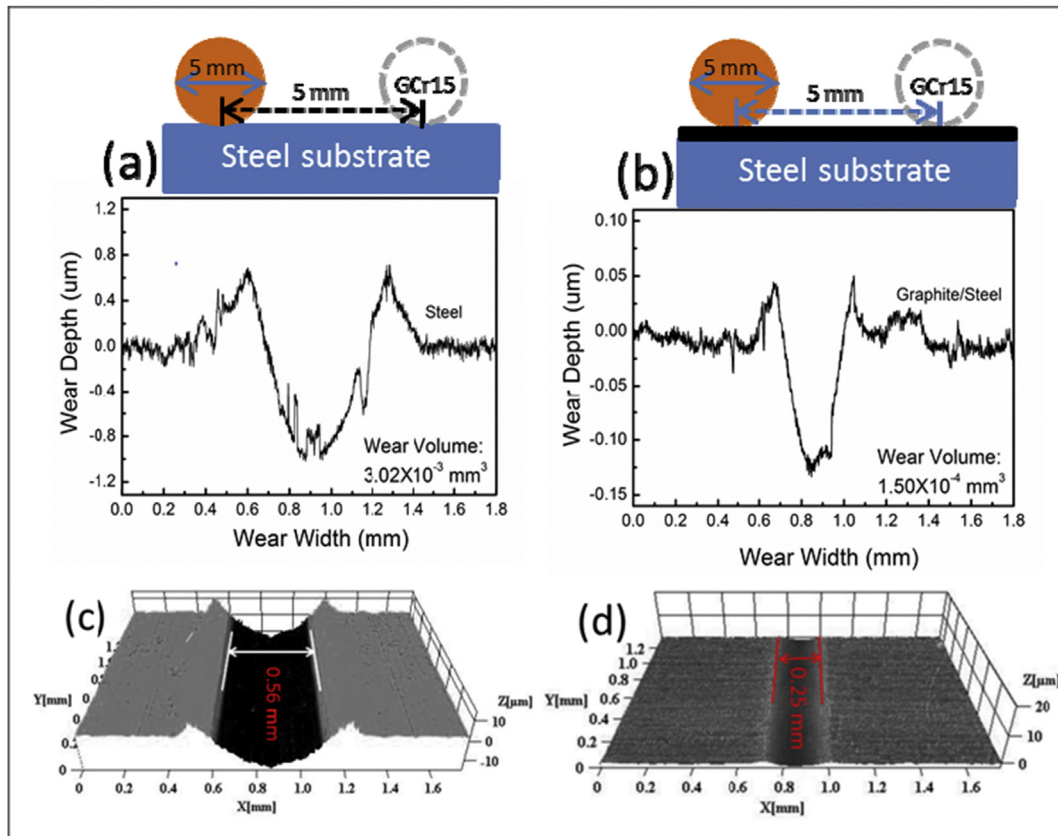 5 mm
GCr15
5 mm
(a)
Steel substrate
1.2
0.8
0.4
0.0
-0.4
-0.8
-1.2
Wear Depth (um)
Steel
Wear Volume:
3.02X10⁻³ mm³
0.0 0.2 0.4 0.6 0.8 1.0 1.2 1.4 1.6 1.8
Wear Width (mm)
5 mm
GCr15
5 mm
(b)
Steel substrate
0.10
0.05
0.00
-0.05
-0.10
-0.15
Wear Depth (um)
Graphite/Steel
Wear Volume:
1.50X10⁻⁴ mm³
0.0 0.2 0.4 0.6 0.8 1.0 1.2 1.4 1.6 1.8
Wear Width (mm)
(c)
0.56 mm
Y[mm]
0
Z[µm]
10
0
-10
0 0.2 0.4 0.6 0.8 1 1.2 1.4 1.6
X[mm]
(d)
0.25 mm
1.2
1.0
0.8
0.6
0.4
0.2
0
Y[mm]
Z[µm]
20
10
0
0 0.2 0.4 0.6 0.8 1 1.2 1.4 1.6
X[mm]